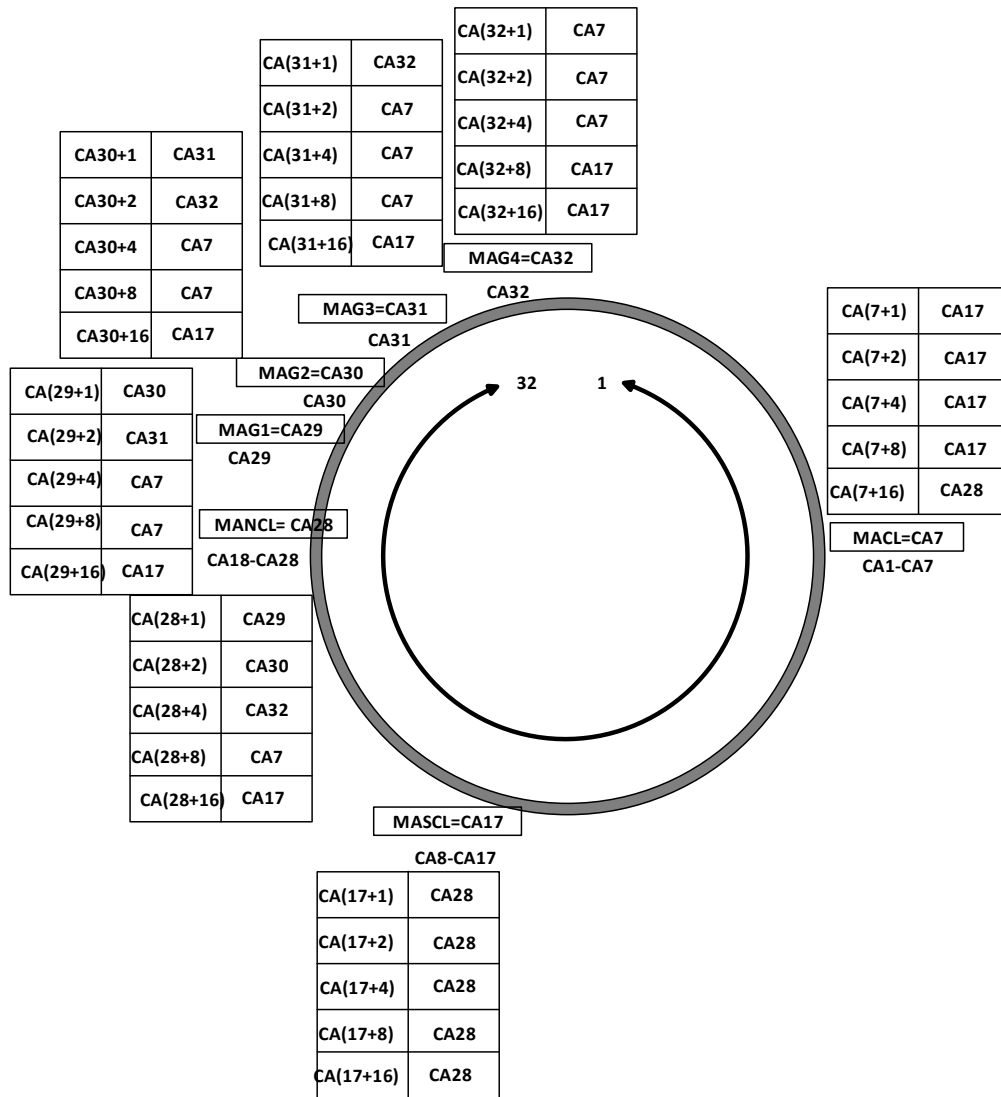 CA(32+1) CA7
CA(32+2) CA7
CA(32+4) CA7
CA(32+8) CA17
CA(32+16) CA17
MAG4=CA32
CA32
CA(31+1) CA32
CA(31+2) CA7
CA(31+4) CA7
CA(31+8) CA7
CA(31+16) CA17
MAG3=CA31
CA31
CA30+1 CA31
CA30+2 CA32
CA30+4 CA7
CA30+8 CA7
CA30+16 CA17
MAG2=CA30
CA30
CA(29+1) CA30
CA(29+2) CA31
CA(29+4) CA7
CA(29+8) CA7
CA(29+16) CA17
MAG1=CA29
CA29
32 1
CA(7+1) CA17
CA(7+2) CA17
CA(7+4) CA17
CA(7+8) CA17
CA(7+16) CA28
MACL=CA7
CA1-CA7
MANCL= CA28
CA18-CA28
CA(28+1) CA29
CA(28+2) CA30
CA(28+4) CA32
CA(28+8) CA7
CA(28+16) CA17
MASCL=CA17
CA8-CA17
CA(17+1) CA28
CA(17+2) CA28
CA(17+4) CA28
CA(17+8) CA28
CA(17+16) CA28